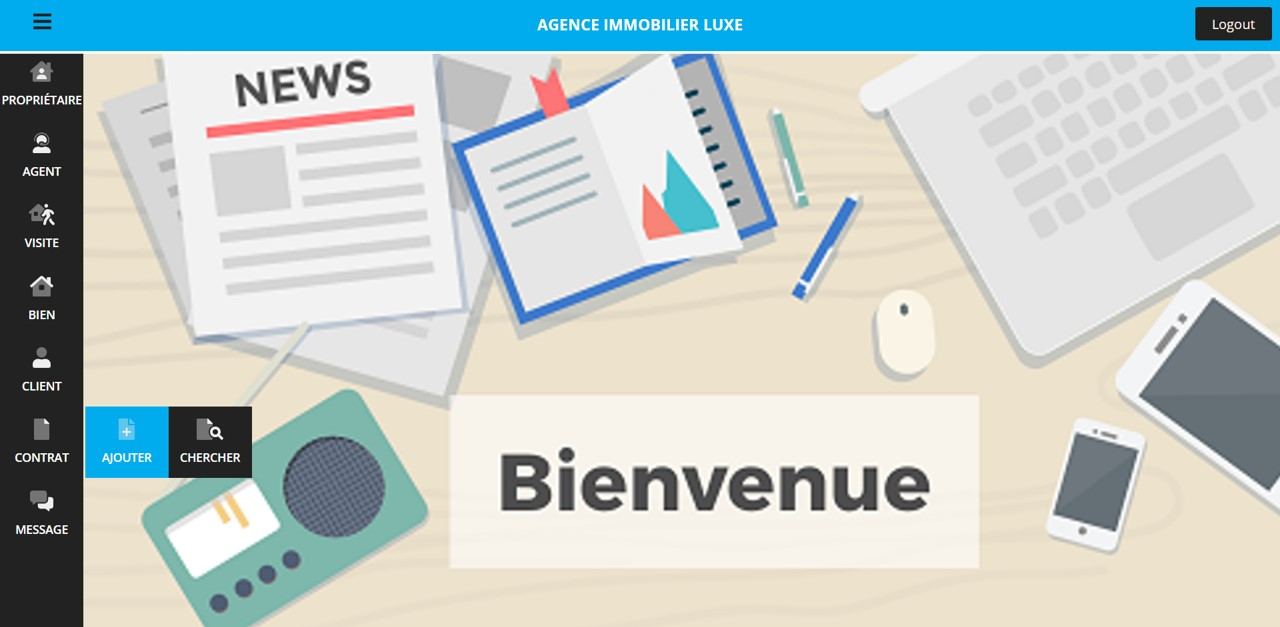 AGENCE IMMOBILIER LUXE
Logout
PROPRIÉTAIRE
AGENT
VISITE
BIEN
CLIENT
CONTRAT
AJOUTER
CHERCHER
MESSAGE
NEWS
Bienvenue